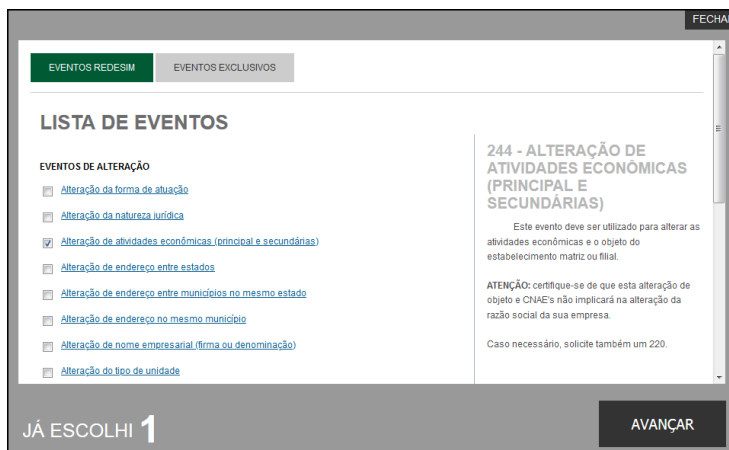 FECHAR
EVENTOS REDESIM
EVENTOS EXCLUSIVOS
LISTA DE EVENTOS
EVENTOS DE ALTERAÇÃO
Alteração da forma de atuação
Alteração da natureza jurídica
Alteração de atividades econômicas (principal e secundárias)
Alteração de endereço entre estados
Alteração de endereço entre municípios no mesmo estado
Alteração de endereço no mesmo município
Alteração de nome empresarial (firma ou denominação)
Alteração do tipo de unidade
244 - ALTERAÇÃO DE
ATIVIDADES ECONÔMICAS
(PRINCIPAL E
SECUNDÁRIAS)
Este evento deve ser utilizado para alterar as
atividades econômicas e o objeto do
estabelecimento matriz ou filial.
ATENÇÃO: certifique-se de que esta alteração de
objeto e CNAE's não implicará na alteração da
razão social da sua empresa.
Caso necessário, solicite também um 220.
JÁ ESCOLHI 1
AVANÇAR